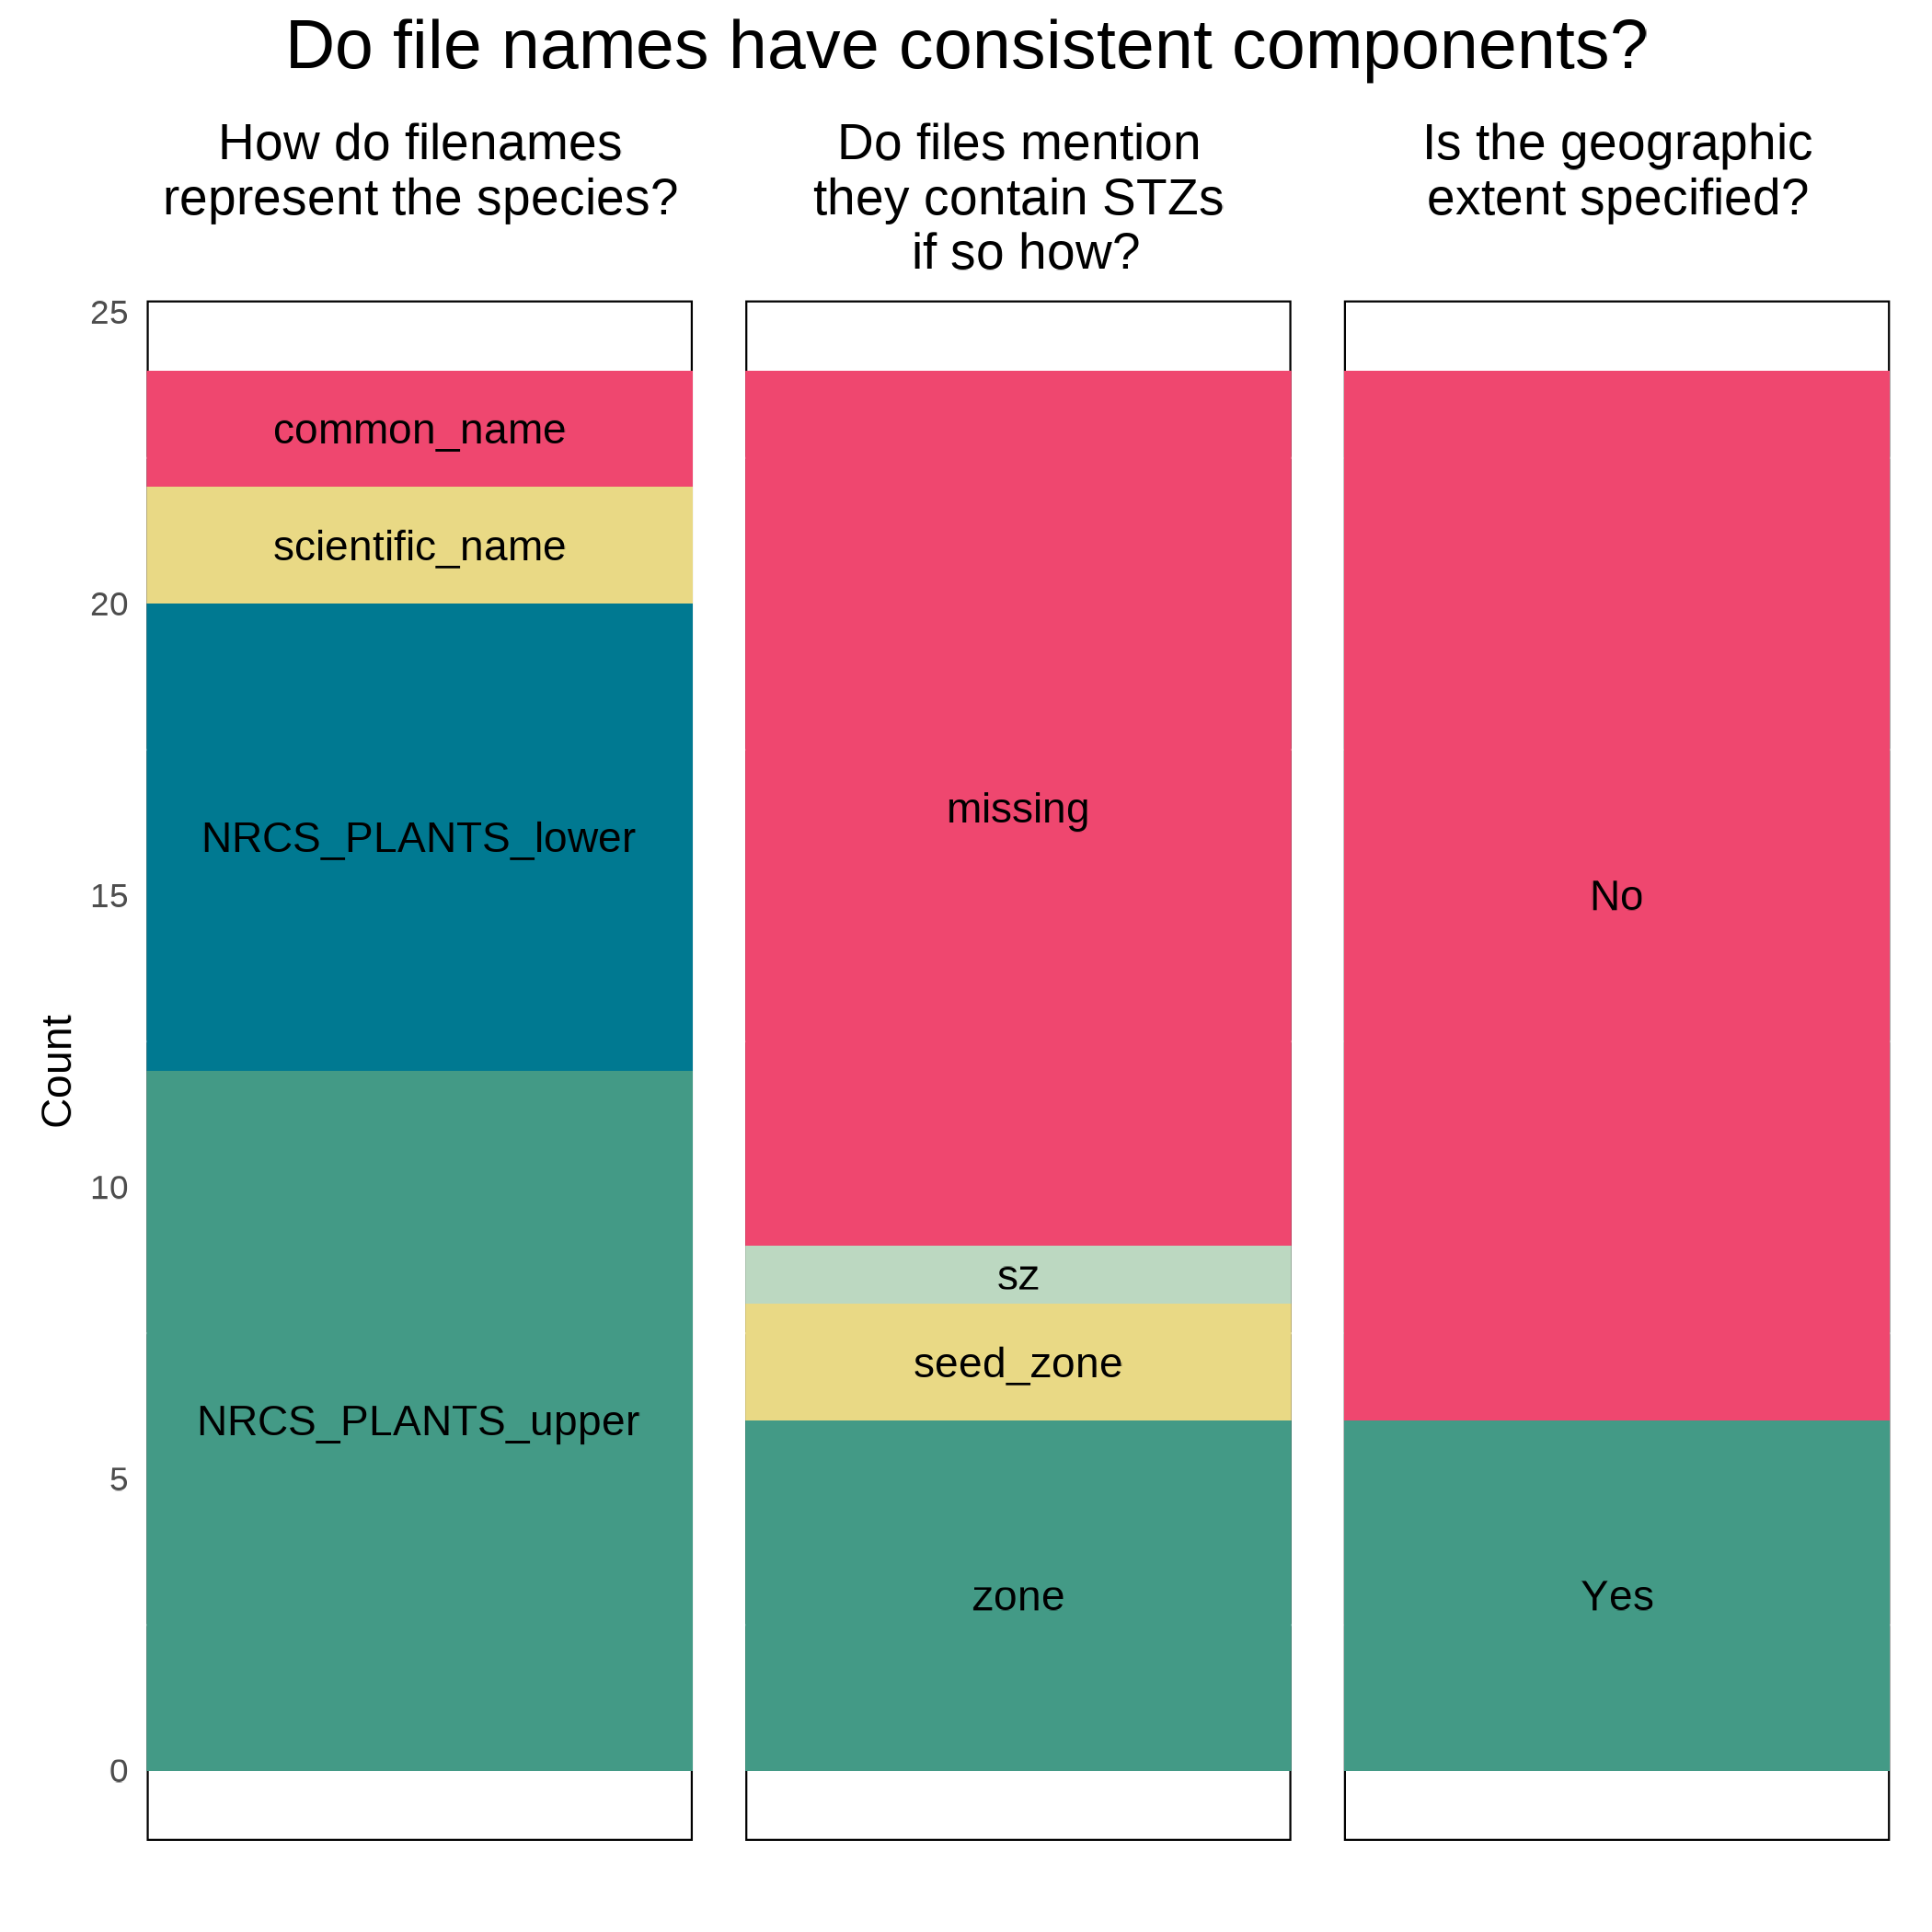 Do file names have consistent components?
How do filenames
represent the species?
Do files mention
they contain STZs
if so how?
Is the geographic
extent specified?
Count
25
20
15
10
5
0
common_name
scientific_name
NRCS_PLANTS_lower
NRCS_PLANTS_upper
missing
sz
seed_zone
zone
No
Yes